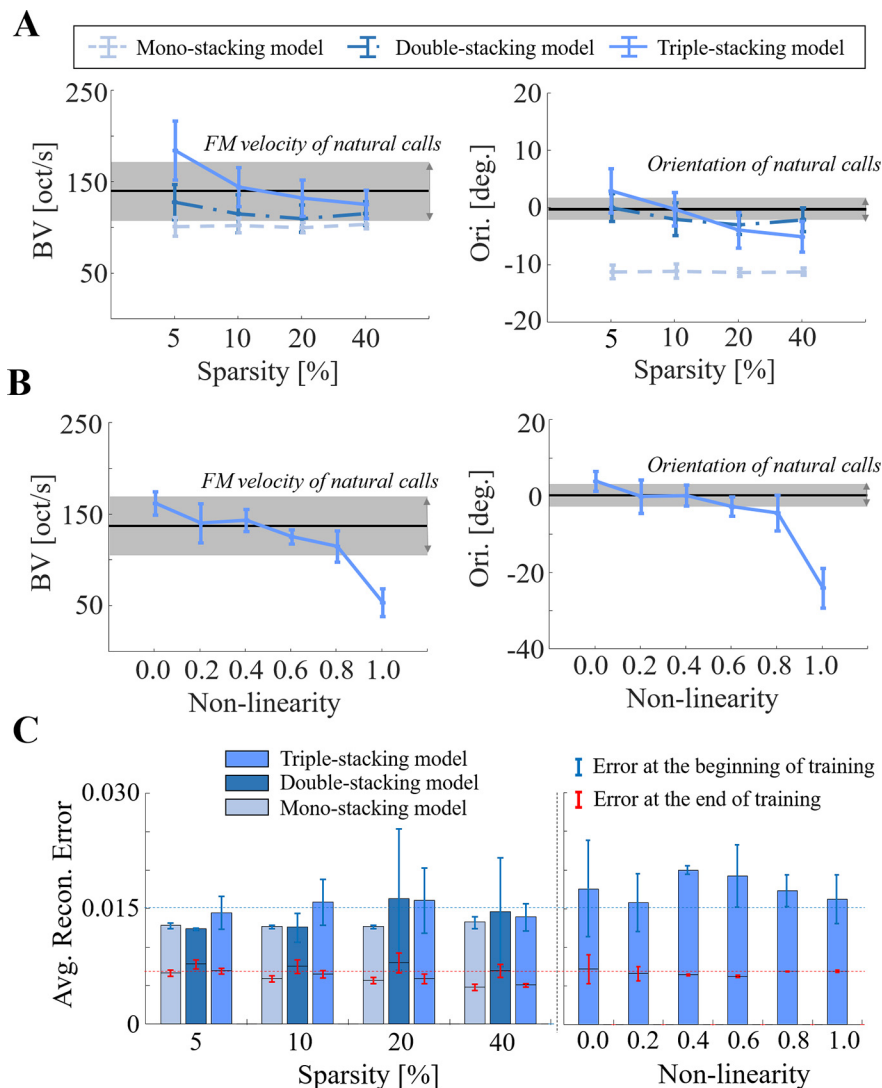 A
Mono-stacking model Double-stacking model Triple-stacking model
250
150
50
BV [oct/s]
FM velocity of natural calls
5 10 20 40
Sparsity [%]
20
10
0
-10
-20
Ori. [deg.]
Orientation of natural calls
5 10 20 40
Sparsity [%]
B
250
150
50
BV [oct/s]
FM velocity of natural calls
0.0 0.2 0.4 0.6 0.8 1.0
Non-linearity
20
0
-20
-40
Ori. [deg.]
Orientation of natural calls
0.0 0.2 0.4 0.6 0.8 1.0
Non-linearity
C
Triple-stacking model
Double-stacking model
Mono-stacking model
Error at the beginning of training
Error at the end of training
0.030
0.015
0
Avg. Recon. Error
5 10 20 40
Sparsity [%]
0.0 0.2 0.4 0.6 0.8 1.0
Non-linearity